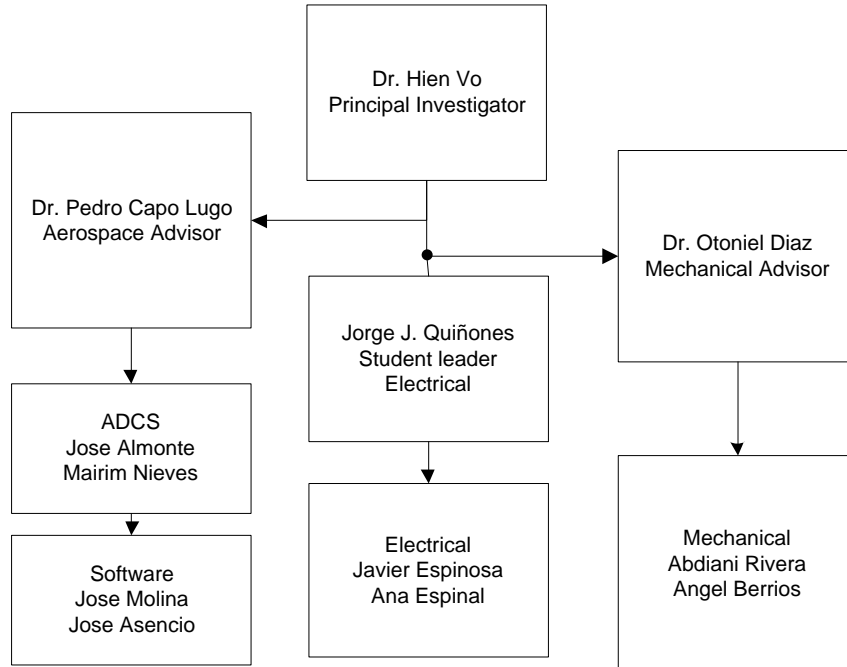 Dr. Hien Vo
Principal Investigator
Dr. Pedro Capo Lugo
Aerospace Advisor
Dr. Otoniel Diaz
Mechanical Advisor
Jorge J. Quiñones
Student leader
Electrical
ADCS
Jose Almonte
Mairim Nieves
Electrical
Javier Espinosa
Ana Espinal
Mechanical
Abdiani Rivera
Angel Berrios
Software
Jose Molina
Jose Asencio